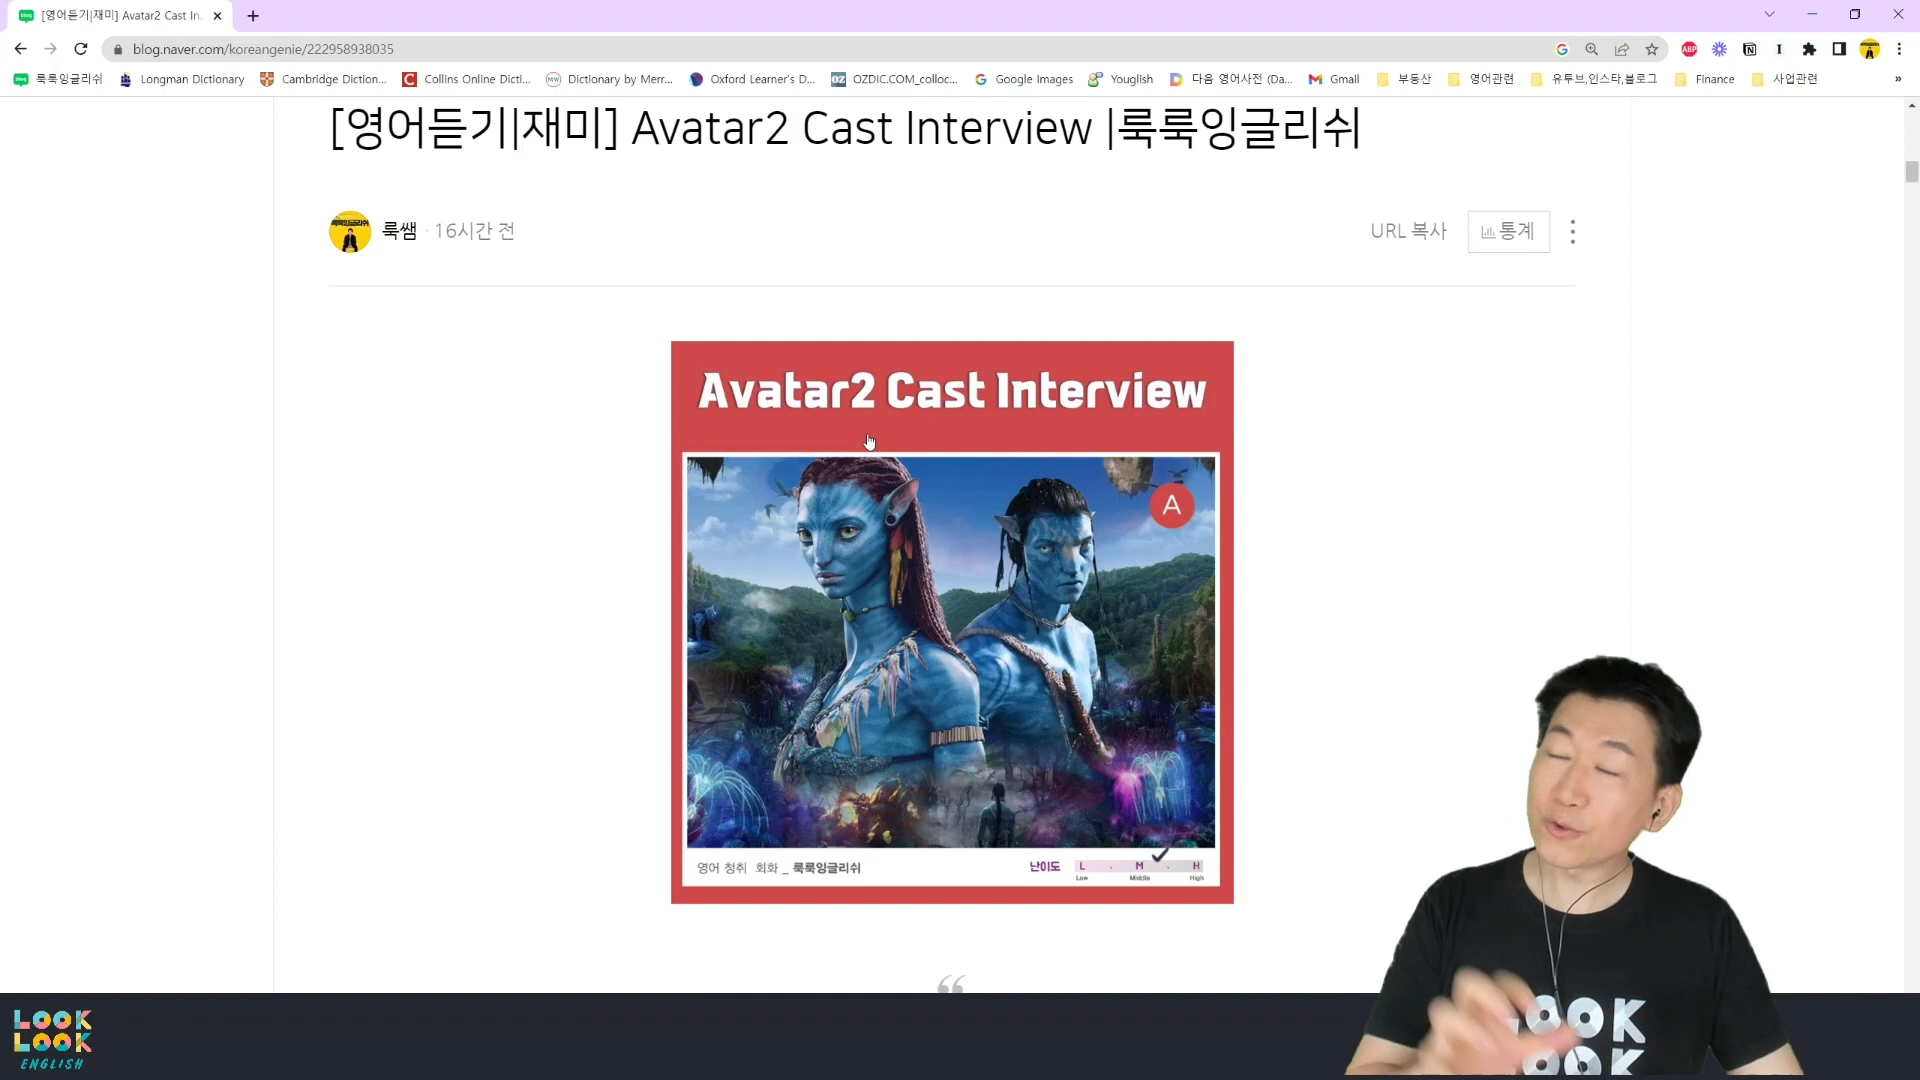 [영어듣기|재미] Avatar2 Cast In...
blog.naver.com/koreangenie/222958938035
룩룩잉글리쉬 Longman Dictionary Cambridge Diction... Collins Online Dicti... Dictionary by Merr... Oxford Learner's D... OZDIC.COM_colloc... Google Images Youglish 다음 영어사전 (Da... Gmail 부동산 영어관련 유투브,인스타,블로그 Finance 사업관련 »
[영어듣기|재미] Avatar2 Cast Interview |룩룩잉글리쉬
룩쌤 · 16시간 전 URL 복사 통계
Avatar2 Cast Interview
A
영어 청취 회화 _ 룩룩잉글리쉬 난이도 L . M . H
Low Middle High
LOOK
LOOK
ENGLISH
LOOK
LOOK